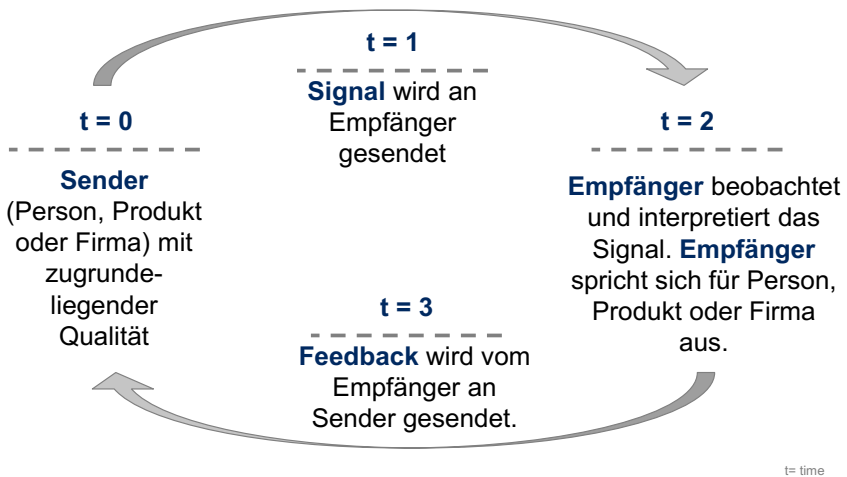 t = 0
Sender
(Person, Produkt
oder Firma) mit
zugrunde-
liegender
Qualität
t = 1
Signal wird an
Empfänger
gesendet
t = 2
Empfänger beobachtet
und interpretiert das
Signal. Empfänger
spricht sich für Person,
Produkt oder Firma
aus.
t = 3
Feedback wird vom
Empfänger an
Sender gesendet.
t= time